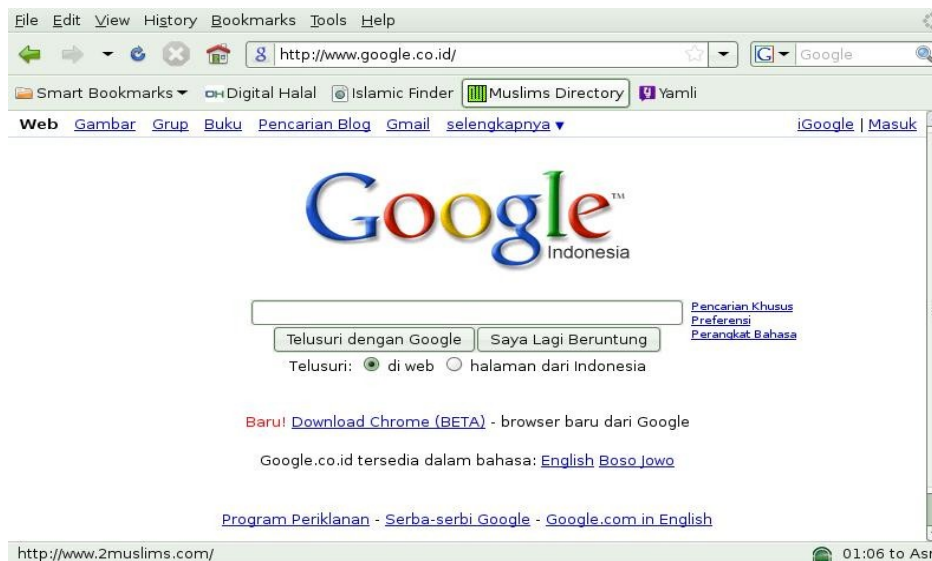 File Edit View History Bookmarks Tools Help
http://www.google.co.id/ Google
Smart Bookmarks DH Digital Halal Islamic Finder Muslims Directory Yamli
Web Gambar Grup Buku Pencarian Blog Gmail selengkapnya ▼ iGoogle | Masuk
Google™
Indonesia
Pencarian Khusus
Preferensi
Perangkat Bahasa
Telusuri dengan Google Saya Lagi Beruntung
Telusuri: di web halaman dari Indonesia
Baru! Download Chrome (BETA) - browser baru dari Google
Google.co.id tersedia dalam bahasa: English Boso Jowo
Program Periklanan - Serba-serbi Google - Google.com in English
http://www.2muslims.com/ 01:06 to Asr